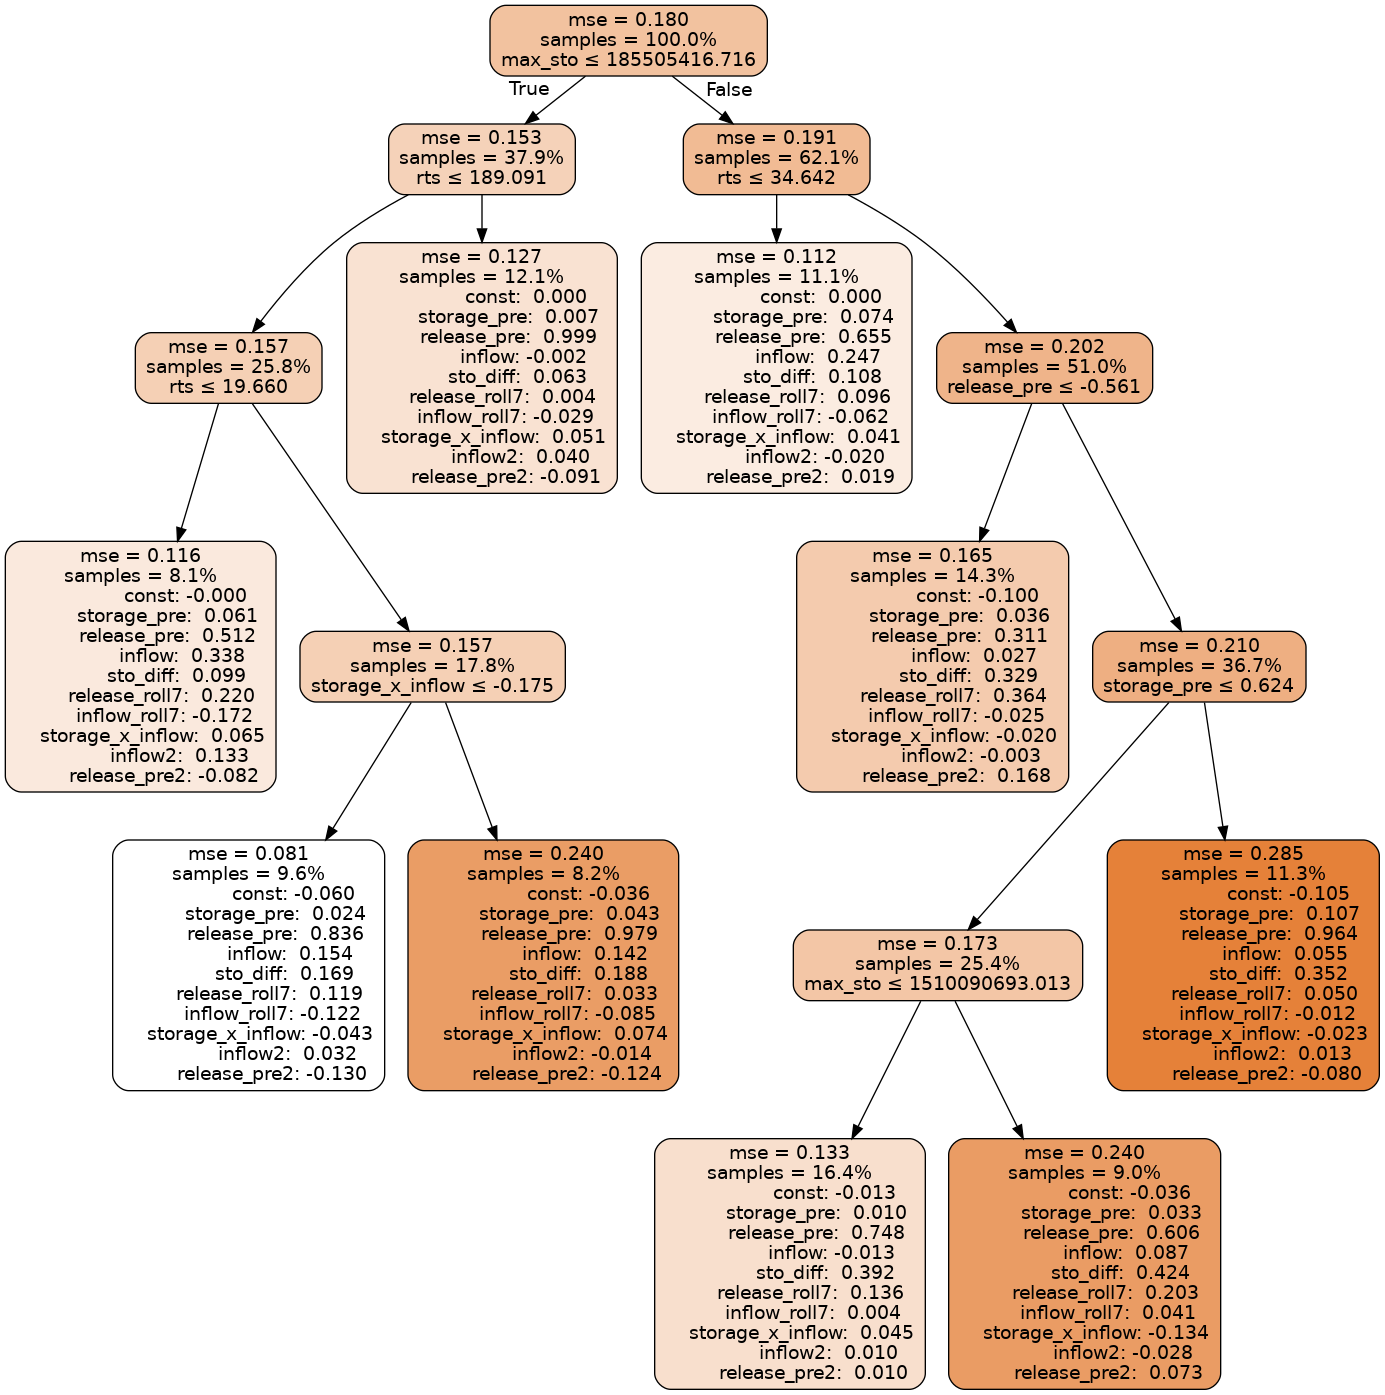 mse = 0.180
samples = 100.0%
max_sto ≤ 185505416.716
True
False
mse = 0.153
samples = 37.9%
rts ≤ 189.091
mse = 0.191
samples = 62.1%
rts ≤ 34.642
mse = 0.157
samples = 25.8%
rts ≤ 19.660
mse = 0.127
samples = 12.1%
const: 0.000
storage_pre: 0.007
release_pre: 0.999
inflow: -0.002
sto_diff: 0.063
release_roll7: 0.004
inflow_roll7: -0.029
storage_x_inflow: 0.051
inflow2: 0.040
release_pre2: -0.091
mse = 0.112
samples = 11.1%
const: 0.000
storage_pre: 0.074
release_pre: 0.655
inflow: 0.247
sto_diff: 0.108
release_roll7: 0.096
inflow_roll7: -0.062
storage_x_inflow: 0.041
inflow2: -0.020
release_pre2: 0.019
mse = 0.202
samples = 51.0%
release_pre ≤ -0.561
mse = 0.116
samples = 8.1%
const: -0.000
storage_pre: 0.061
release_pre: 0.512
inflow: 0.338
sto_diff: 0.099
release_roll7: 0.220
inflow_roll7: -0.172
storage_x_inflow: 0.065
inflow2: 0.133
release_pre2: -0.082
mse = 0.157
samples = 17.8%
storage_x_inflow ≤ -0.175
mse = 0.165
samples = 14.3%
const: -0.100
storage_pre: 0.036
release_pre: 0.311
inflow: 0.027
sto_diff: 0.329
release_roll7: 0.364
inflow_roll7: -0.025
storage_x_inflow: -0.020
inflow2: -0.003
release_pre2: 0.168
mse = 0.210
samples = 36.7%
storage_pre ≤ 0.624
mse = 0.081
samples = 9.6%
const: -0.060
storage_pre: 0.024
release_pre: 0.836
inflow: 0.154
sto_diff: 0.169
release_roll7: 0.119
inflow_roll7: -0.122
storage_x_inflow: -0.043
inflow2: 0.032
release_pre2: -0.130
mse = 0.240
samples = 8.2%
const: -0.036
storage_pre: 0.043
release_pre: 0.979
inflow: 0.142
sto_diff: 0.188
release_roll7: 0.033
inflow_roll7: -0.085
storage_x_inflow: 0.074
inflow2: -0.014
release_pre2: -0.124
mse = 0.173
samples = 25.4%
max_sto ≤ 1510090693.013
mse = 0.285
samples = 11.3%
const: -0.105
storage_pre: 0.107
release_pre: 0.964
inflow: 0.055
sto_diff: 0.352
release_roll7: 0.050
inflow_roll7: -0.012
storage_x_inflow: -0.023
inflow2: 0.013
release_pre2: -0.080
mse = 0.133
samples = 16.4%
const: -0.013
storage_pre: 0.010
release_pre: 0.748
inflow: -0.013
sto_diff: 0.392
release_roll7: 0.136
inflow_roll7: 0.004
storage_x_inflow: 0.045
inflow2: 0.010
release_pre2: 0.010
mse = 0.240
samples = 9.0%
const: -0.036
storage_pre: 0.033
release_pre: 0.606
inflow: 0.087
sto_diff: 0.424
release_roll7: 0.203
inflow_roll7: 0.041
storage_x_inflow: -0.134
inflow2: -0.028
release_pre2: 0.073